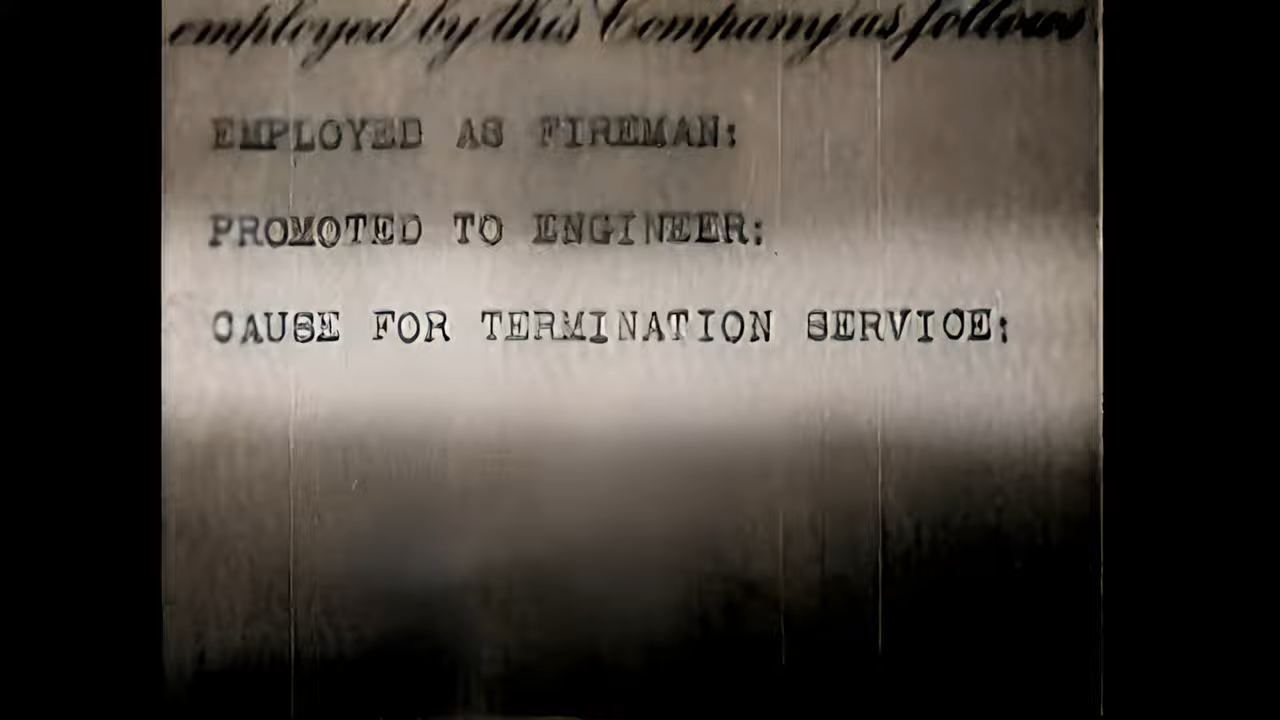 employed by this Company as follows
EMPLOYED AS FIREMAN:
PROMOTED TO ENGINEER:
CAUSE FOR TERMINATION SERVICE: